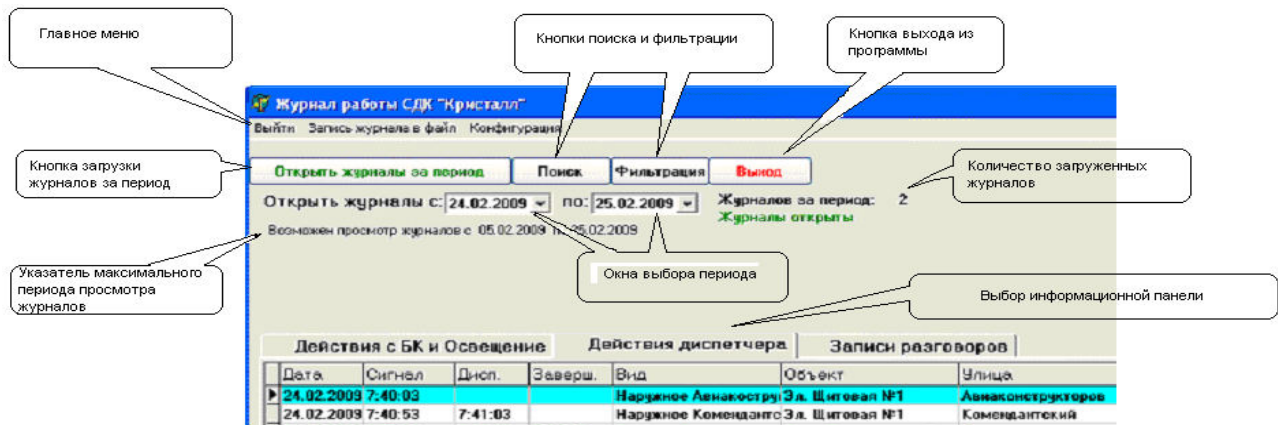 Главное меню
Кнопки поиска и фильтрации
Кнопка выхода из
программы
Журнал работы СДК "Кристалл"
Выйти Запись журнала в файл Конфигурация
Кнопка загрузки
журналов за период
Открыть журналы за период Поиск Фильтрация Выход
Количество загруженных
журналов
Открыть журналы с: 24.02.2009 по: 25.02.2009
Журналов за период: 2
Журналы открыты
Возможен просмотр журналов с 05.02.2009 25.02.2009
Указатель максимального
периода просмотра
журналов
Окна выбора периода
Выбор информационной панели
Действия с БК и Освещение Действия диспетчера Записи разговоров
Дата Сигнал Дисп. Заверш. Вид Объект Улица
24.02.2009 7:40:03 Наружное Авиакостру Эл. Щитовая №1 Авиаконструкторов
24.02.2009 7:40:53 7:41:03 Наружное Комендантс Эл. Щитовая №1 Комендантский